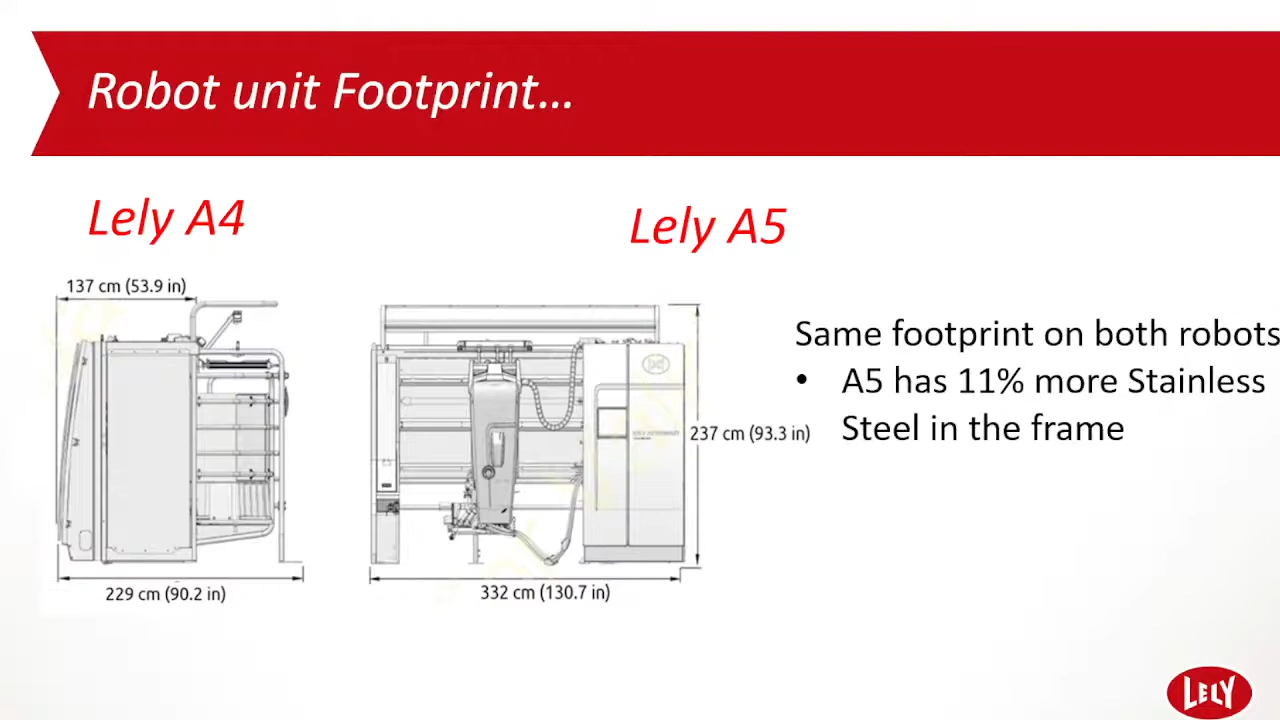 Robot unit Footprint...
Lely A4
Lely A5
137 cm (53.9 in)
229 cm (90.2 in)
237 cm (93.3 in)
332 cm (130.7 in)
Same footprint on both robots
• A5 has 11% more Stainless
Steel in the frame
LELY